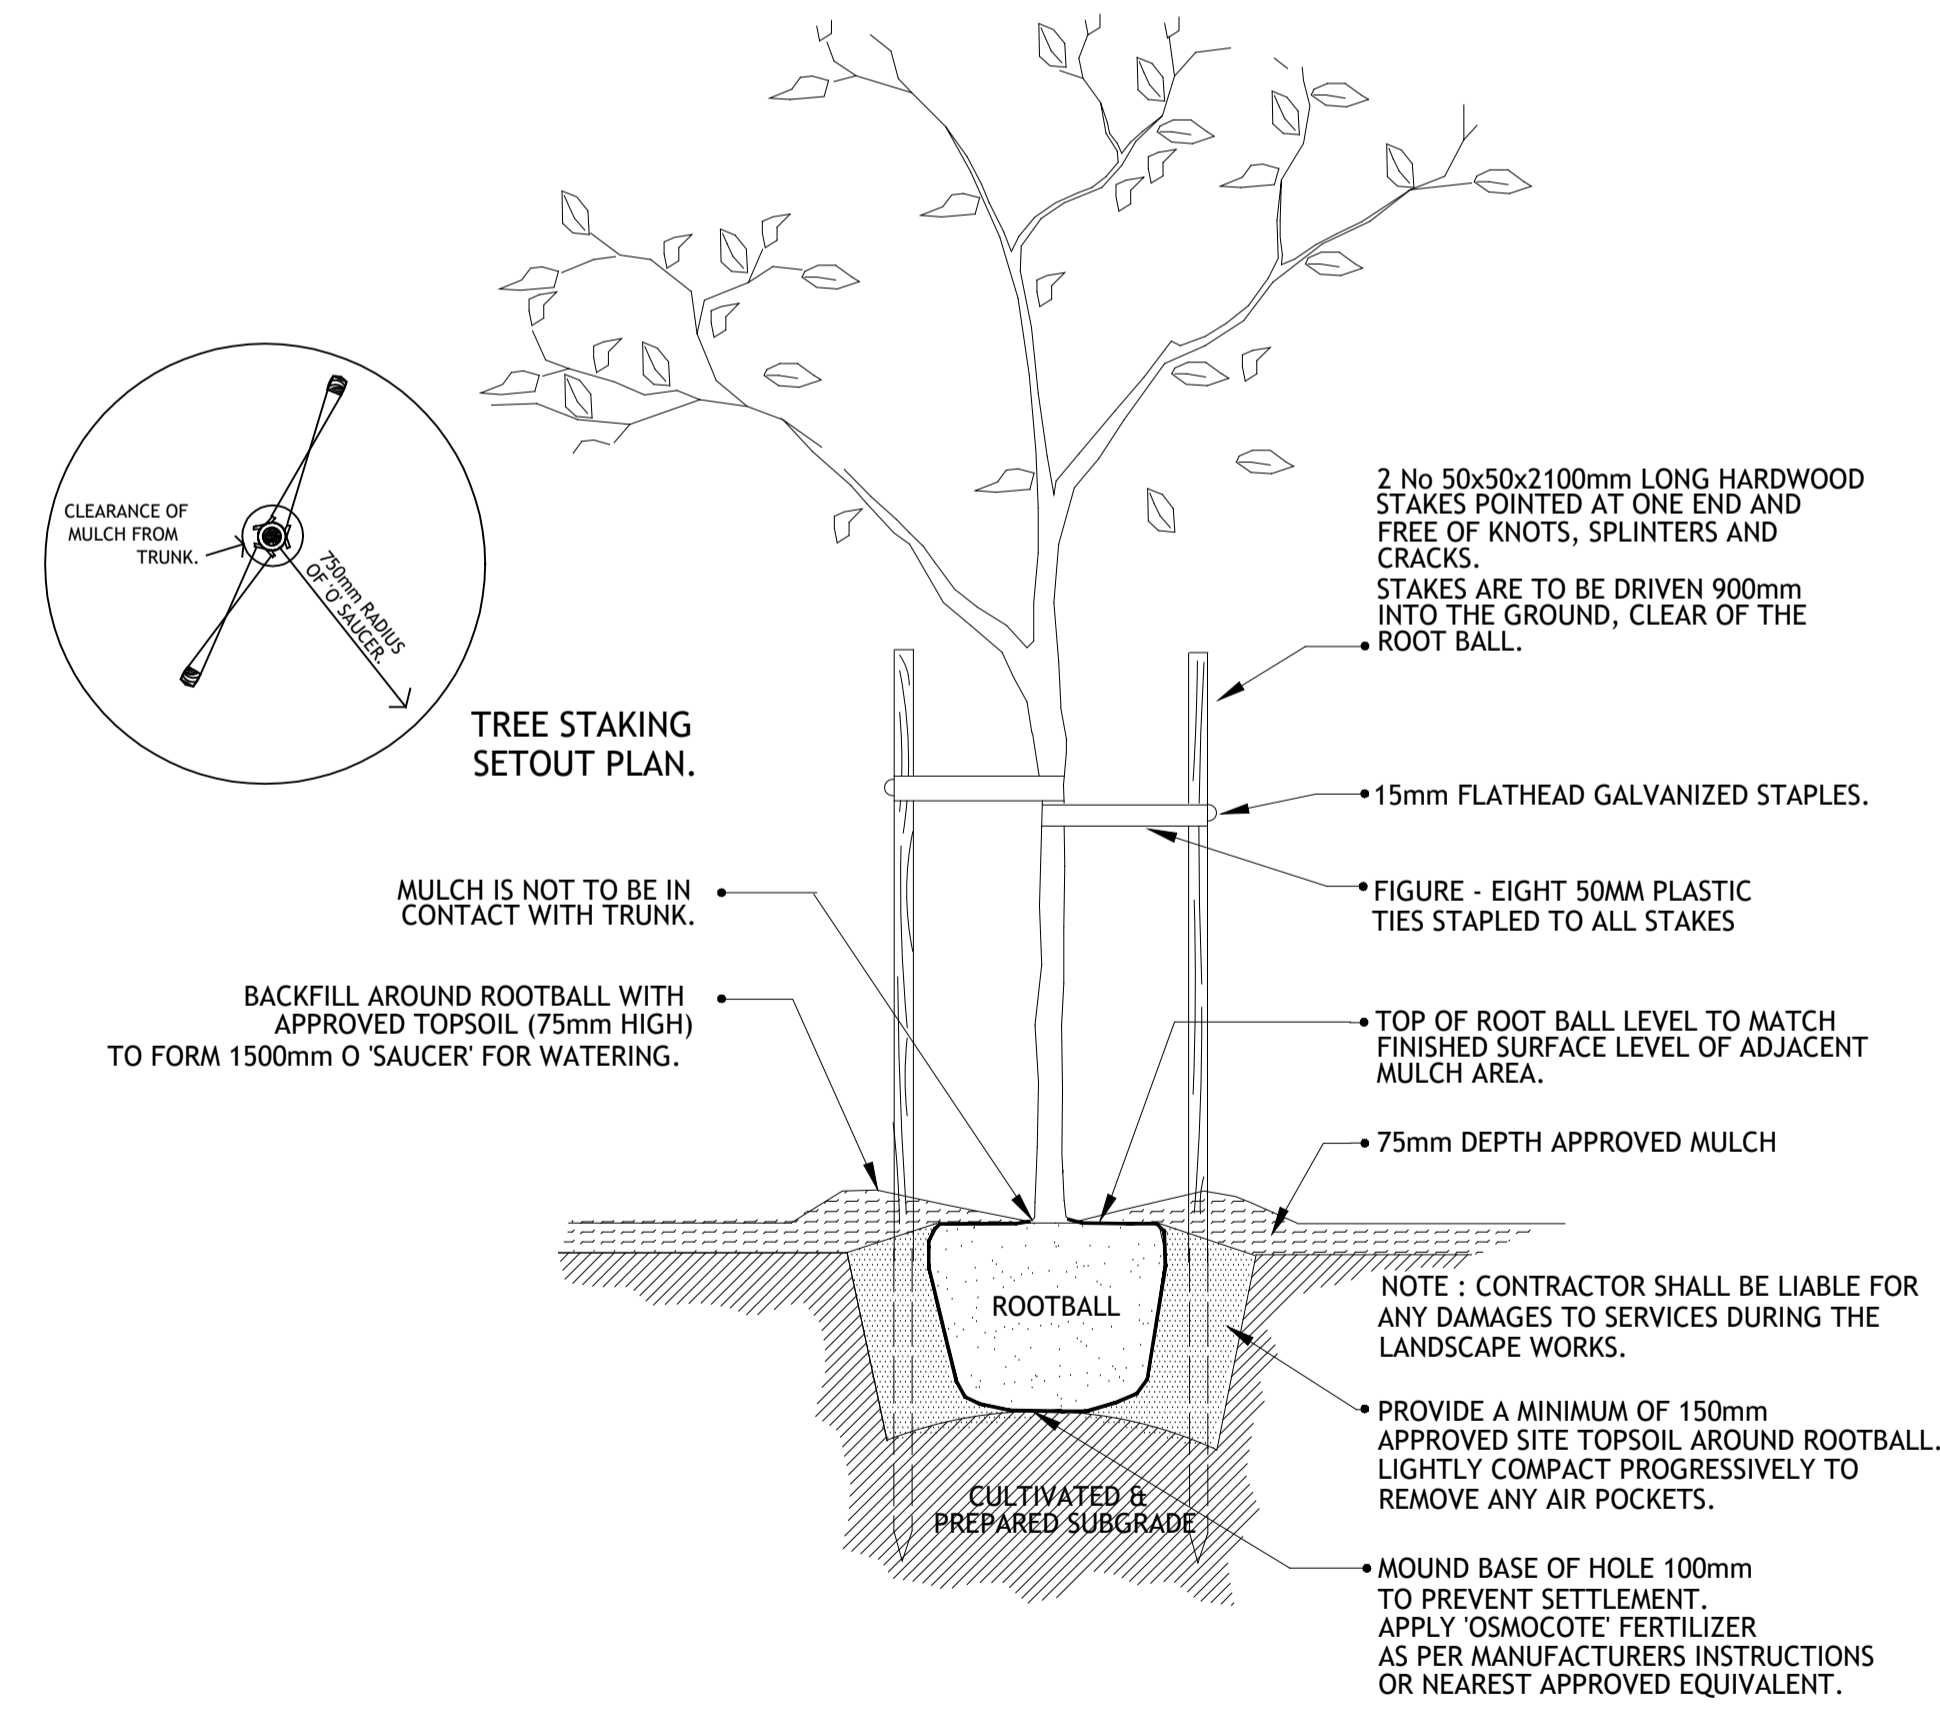 CLEARANCE OF
MULCH FROM
TRUNK.
750mm RADIUS
OF 'O' SAUCER.
TREE STAKING
SETOUT PLAN.
MULCH IS NOT TO BE IN
CONTACT WITH TRUNK.
BACKFILL AROUND ROOTBALL WITH
APPROVED TOPSOIL (75mm HIGH)
TO FORM 1500mm O 'SAUCER' FOR WATERING.
2 No 50x50x2100mm LONG HARDWOOD
STAKES POINTED AT ONE END AND
FREE OF KNOTS, SPLINTERS AND
CRACKS.
STAKES ARE TO BE DRIVEN 900mm
INTO THE GROUND, CLEAR OF THE
ROOT BALL.
15mm FLATHEAD GALVANIZED STAPLES.
FIGURE - EIGHT 50MM PLASTIC
TIES STAPLED TO ALL STAKES
TOP OF ROOT BALL LEVEL TO MATCH
FINISHED SURFACE LEVEL OF ADJACENT
MULCH AREA.
75mm DEPTH APPROVED MULCH
ROOTBALL
NOTE : CONTRACTOR SHALL BE LIABLE FOR
ANY DAMAGES TO SERVICES DURING THE
LANDSCAPE WORKS.
PROVIDE A MINIMUM OF 150mm
APPROVED SITE TOPSOIL AROUND ROOTBALL.
LIGHTLY COMPACT PROGRESSIVELY TO
REMOVE ANY AIR POCKETS.
CULTIVATED &
PREPARED SUBGRADE
MOUND BASE OF HOLE 100mm
TO PREVENT SETTLEMENT.
APPLY 'OSMOCOTE' FERTILIZER
AS PER MANUFACTURERS INSTRUCTIONS
OR NEAREST APPROVED EQUIVALENT.